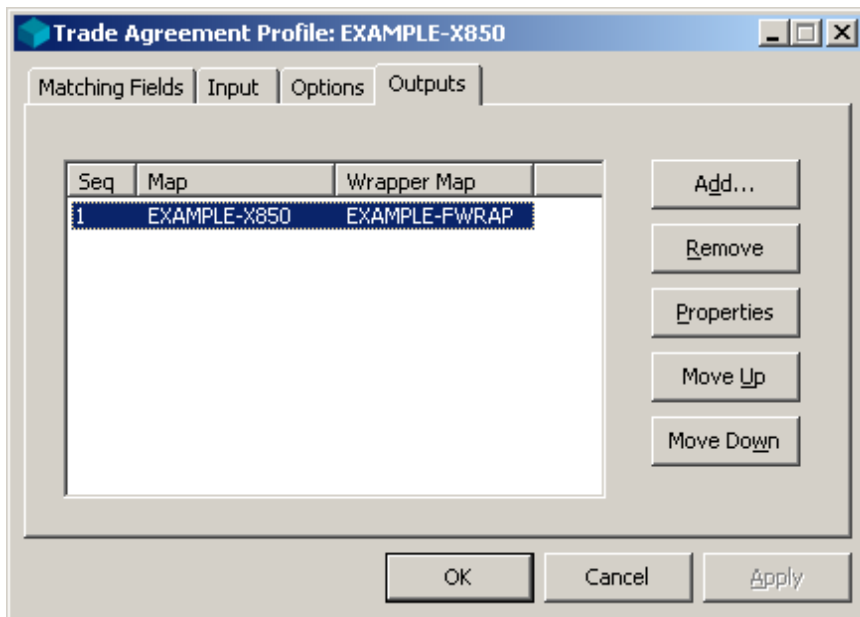 Trade Agreement Profile: EXAMPLE-X850
Matching Fields Input Options Outputs
Seq Map Wrapper Map
1 EXAMPLE-X850 EXAMPLE-FWRAP
Add...
Remove
Properties
Move Up
Move Down
OK Cancel Apply